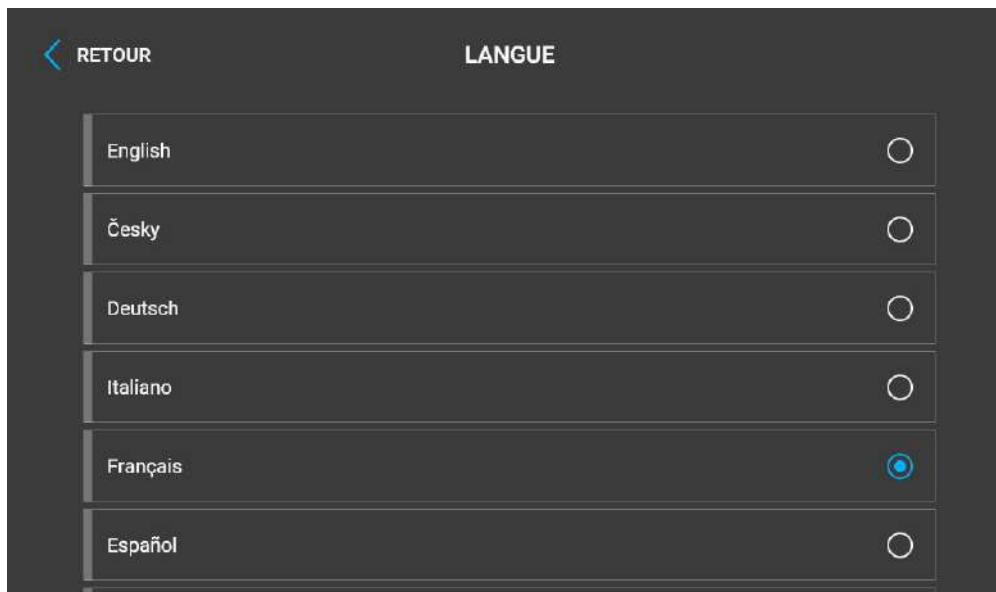 RETOUR
LANGUE
English
Česky
Deutsch
Italiano
Français
Español